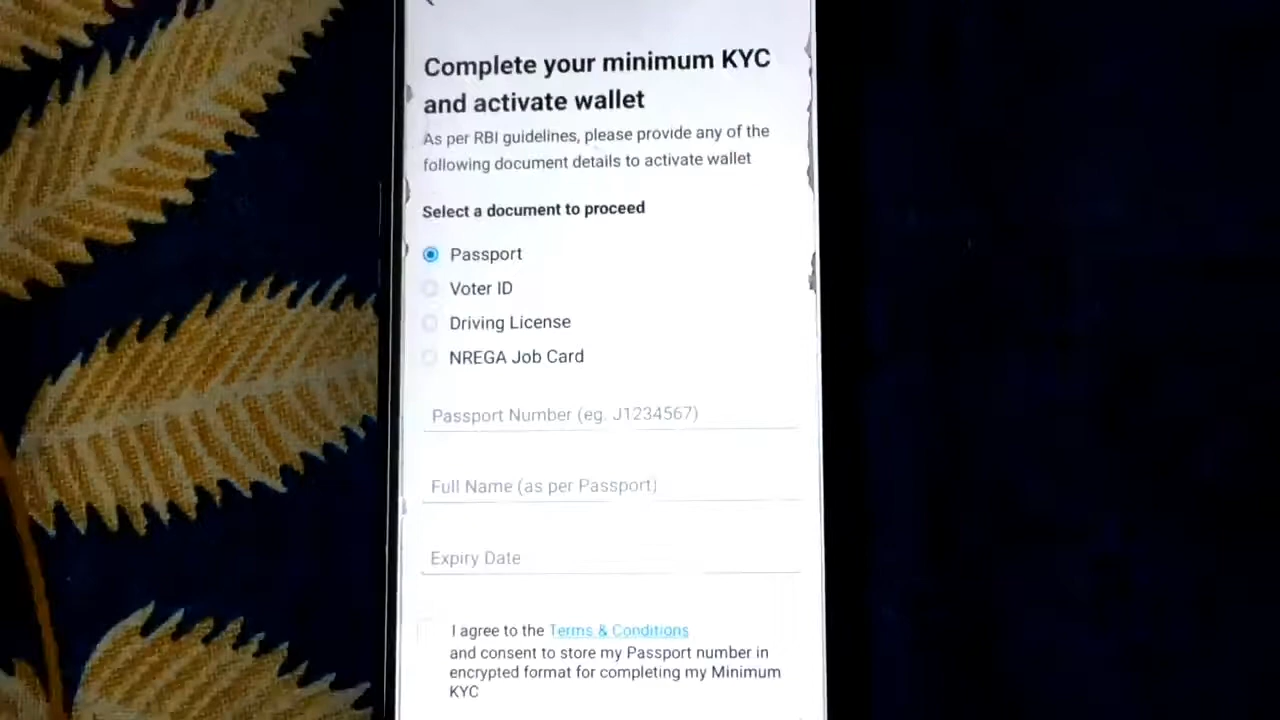 Complete your minimum KYC
and activate wallet
As per RBI guidelines, please provide any of the
following document details to activate wallet
Select a document to proceed
Passport
Voter ID
Driving License
NREGA Job Card
Passport Number (eg. J1234567)
Full Name (as per Passport)
Expiry Date
I agree to the Terms & Conditions
and consent to store my Passport number in
encrypted format for completing my Minimum
KYC